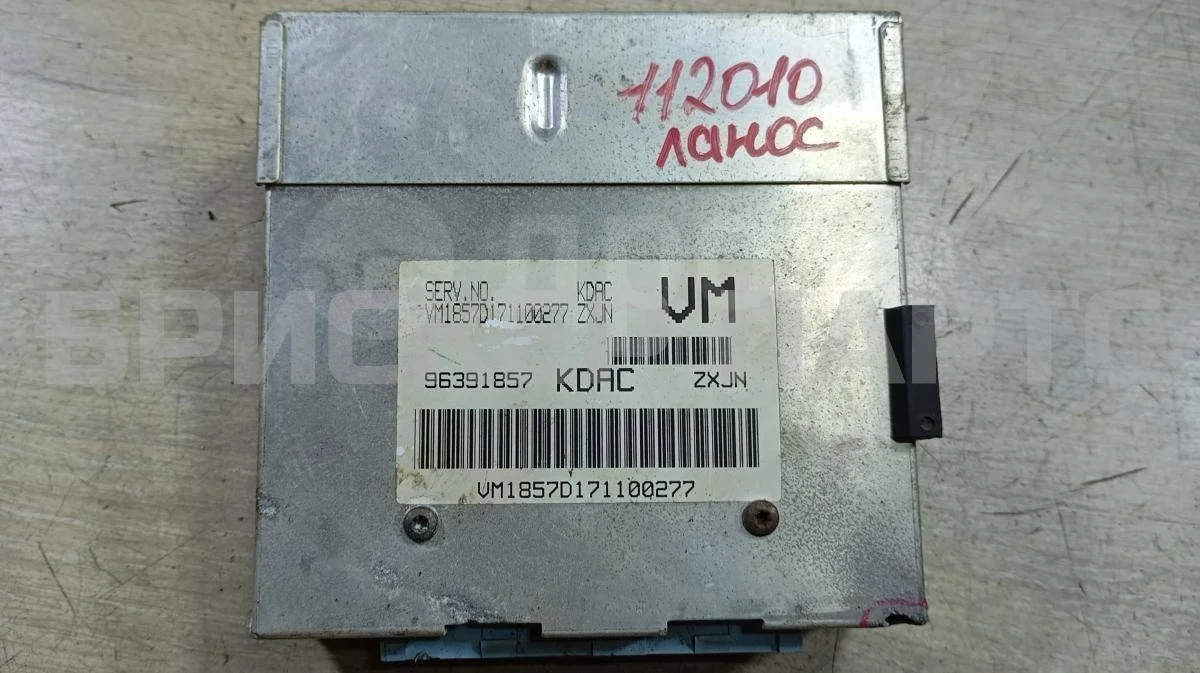 112010
ланос
SERV.NO. KDAC VM
VM1857D171100277 ZXJN
96391857 KDAC ZXJN
VM1857D171100277